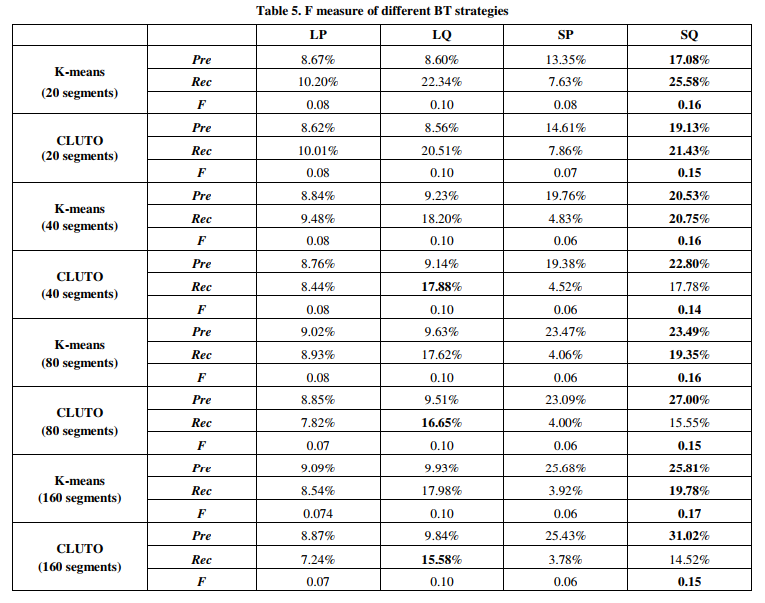 Table 5. F measure of different BT strategies
LP LQ SP SQ
K-means
(20 segments)
Pre 8.67% 8.60% 13.35% 17.08%
Rec 10.20% 22.34% 7.63% 25.58%
F 0.08 0.10 0.08 0.16
CLUTO
(20 segments)
Pre 8.62% 8.56% 14.61% 19.13%
Rec 10.01% 20.51% 7.86% 21.43%
F 0.08 0.10 0.07 0.15
K-means
(40 segments)
Pre 8.84% 9.23% 19.76% 20.53%
Rec 9.48% 18.20% 4.83% 20.75%
F 0.08 0.10 0.06 0.16
CLUTO
(40 segments)
Pre 8.76% 9.14% 19.38% 22.80%
Rec 8.44% 17.88% 4.52% 17.78%
F 0.08 0.10 0.06 0.14
K-means
(80 segments)
Pre 9.02% 9.63% 23.47% 23.49%
Rec 8.93% 17.62% 4.06% 19.35%
F 0.08 0.10 0.06 0.16
CLUTO
(80 segments)
Pre 8.85% 9.51% 23.09% 27.00%
Rec 7.82% 16.65% 4.00% 15.55%
F 0.07 0.10 0.06 0.15
K-means
(160 segments)
Pre 9.09% 9.93% 25.68% 25.81%
Rec 8.54% 17.98% 3.92% 19.78%
F 0.074 0.10 0.06 0.17
CLUTO
(160 segments)
Pre 8.87% 9.84% 25.43% 31.02%
Rec 7.24% 15.58% 3.78% 14.52%
F 0.07 0.10 0.06 0.15